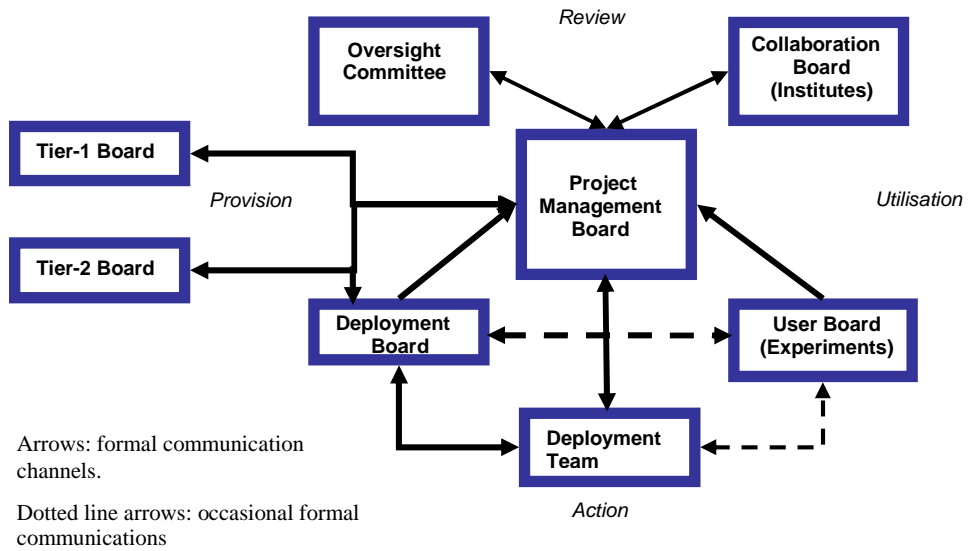 Review
Oversight
Committee
Collaboration
Board
(Institutes)
Tier-1 Board
Provision
Project
Management
Board
Utilisation
Tier-2 Board
Deployment
Board
User Board
(Experiments)
Deployment
Team
Action
Arrows: formal communication
channels.
Dotted line arrows: occasional formal
communications